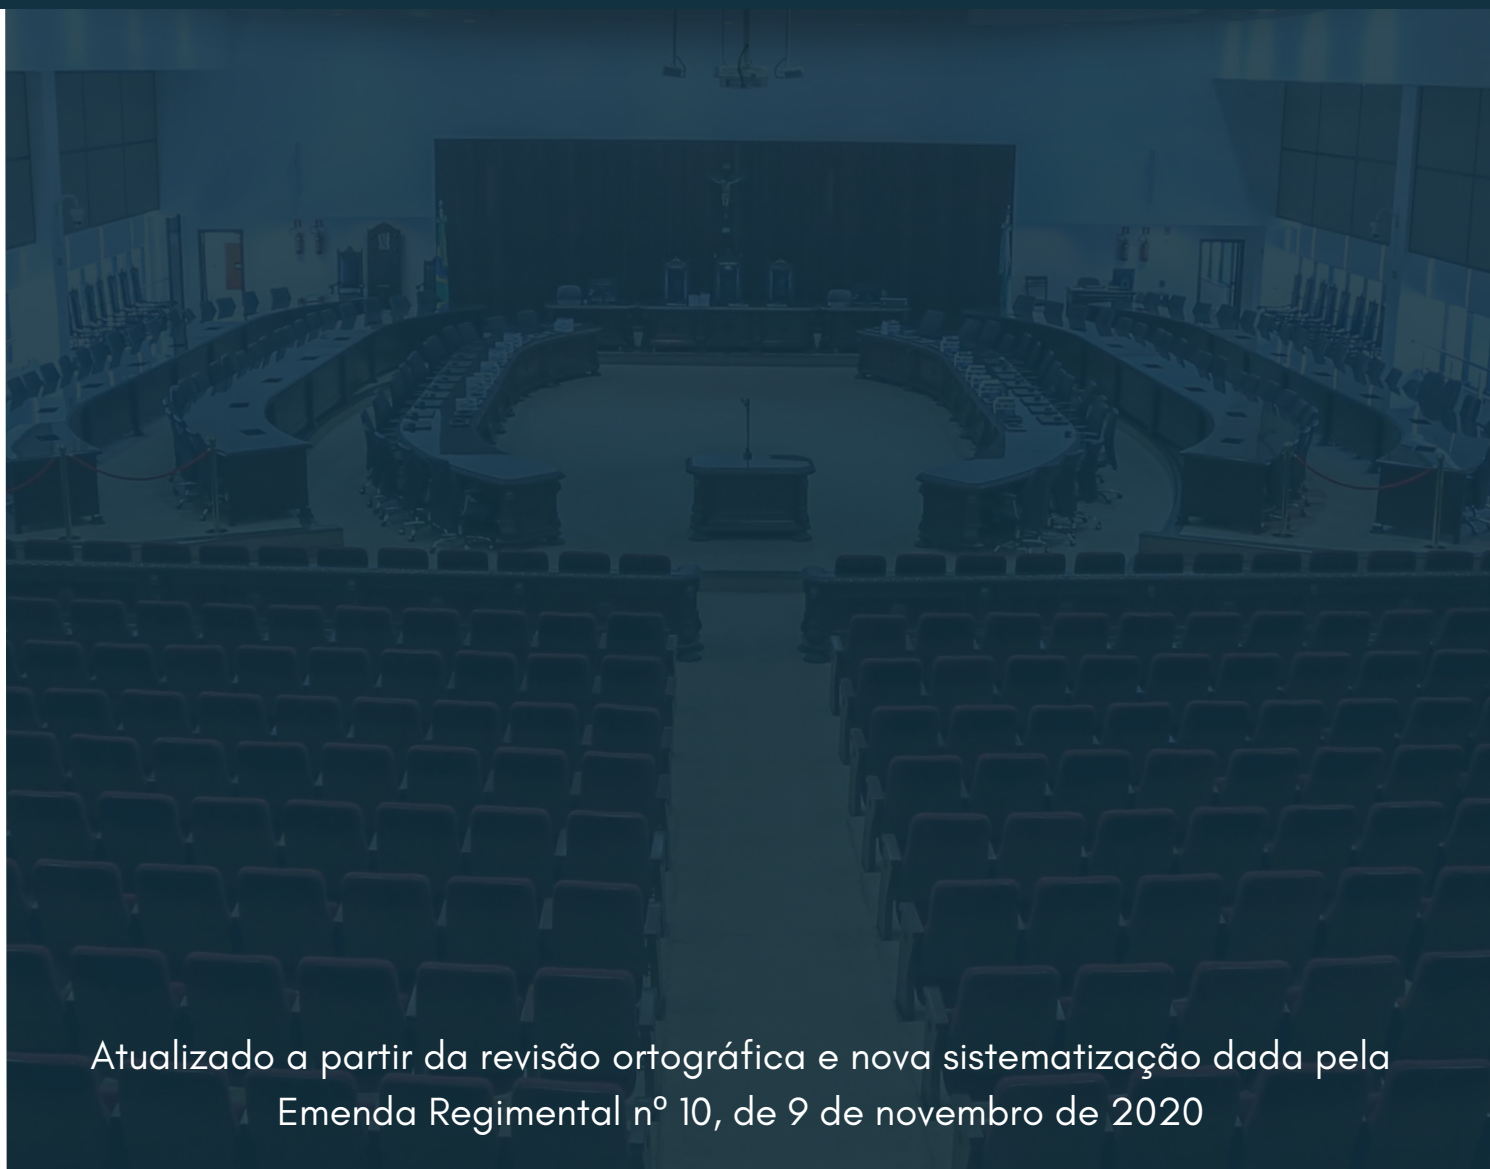 Atualizado a partir da revisão ortográfica e nova sistematização dada pela
Emenda Regimental nº 10, de 9 de novembro de 2020